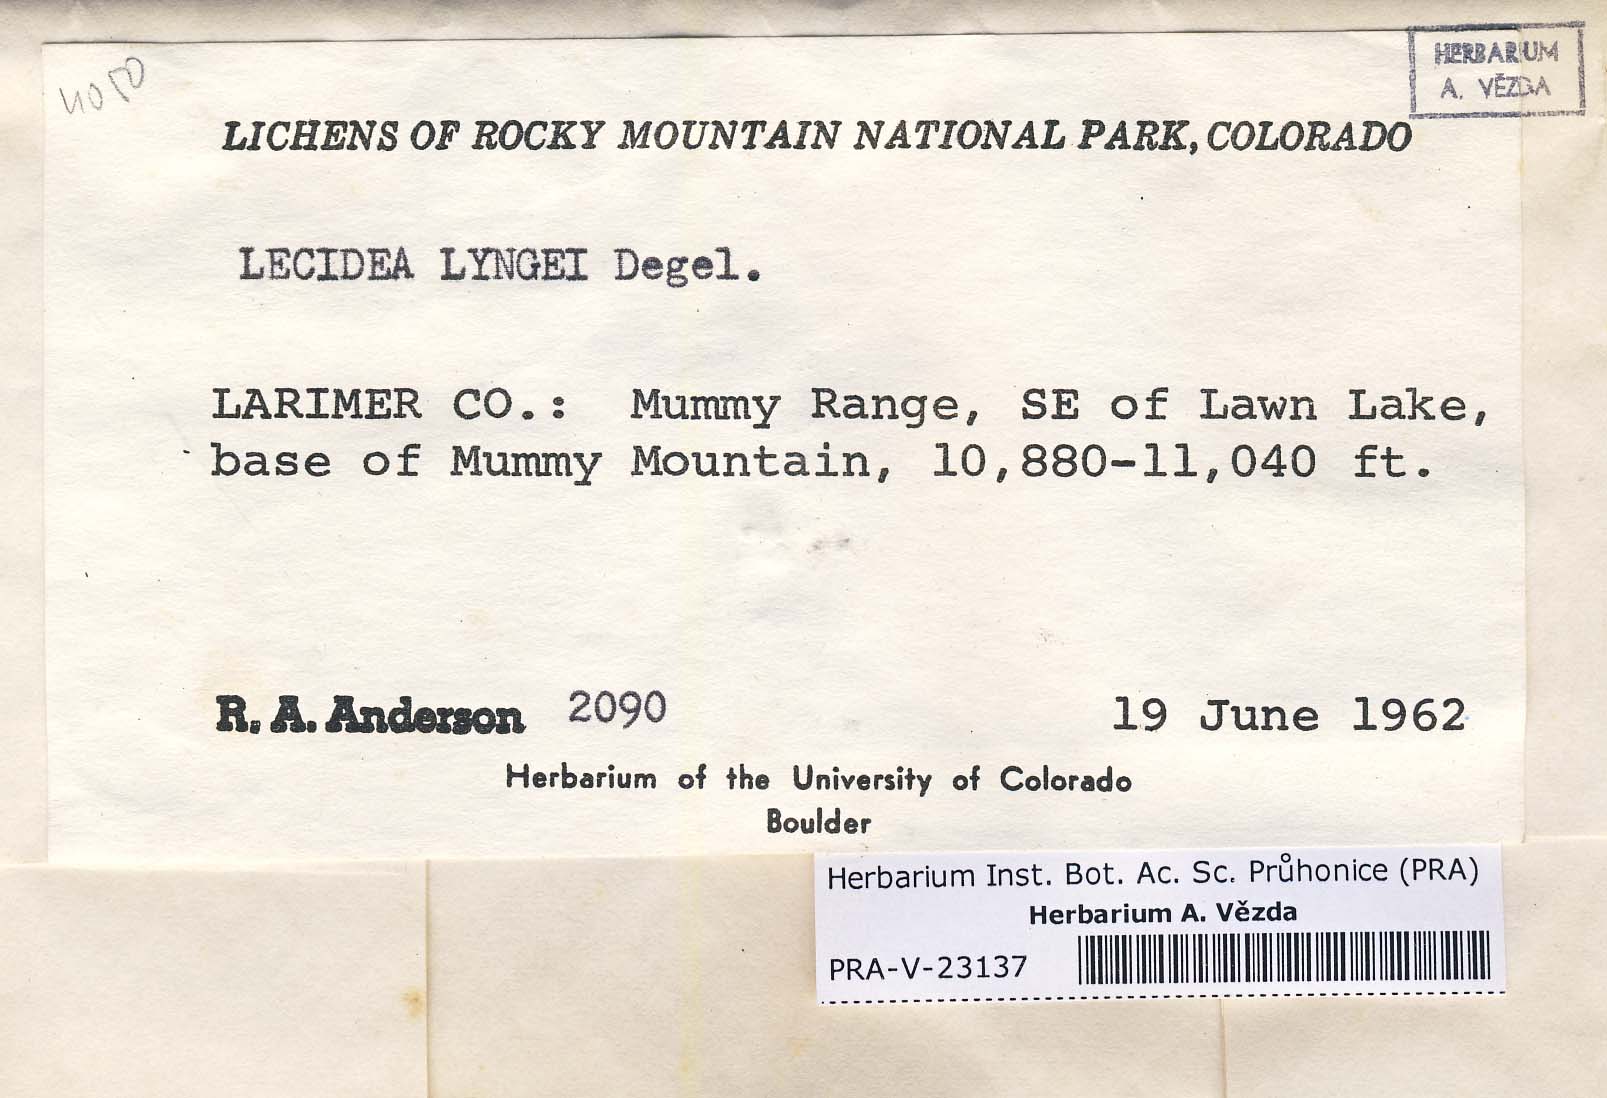 4050
HERBARIUM
A. VĚZDA
LICHENS OF ROCKY MOUNTAIN NATIONAL PARK, COLORADO
LECIDEA LYNGEI Degel.
LARIMER CO.: Mummy Range, SE of Lawn Lake,
base of Mummy Mountain, 10,880-11,040 ft.
R. A. Anderson 2090 19 June 1962
Herbarium of the University of Colorado
Boulder
Herbarium Inst. Bot. Ac. Sc. Průhonice (PRA)
Herbarium A. Vězda
PRA-V-23137